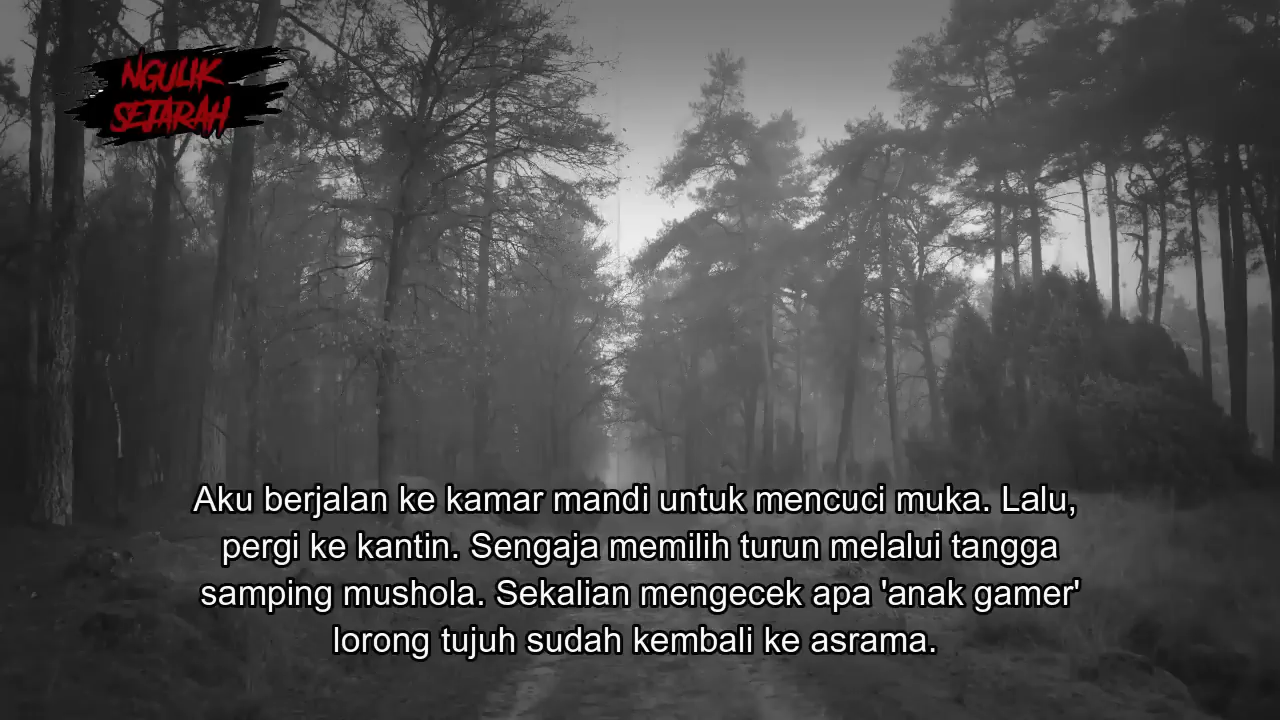 NGULIK
SEJARAH
Aku berjalan ke kamar mandi untuk mencuci muka. Lalu,
pergi ke kantin. Sengaja memilih turun melalui tangga
samping mushola. Sekalian mengecek apa 'anak gamer'
lorong tujuh sudah kembali ke asrama.